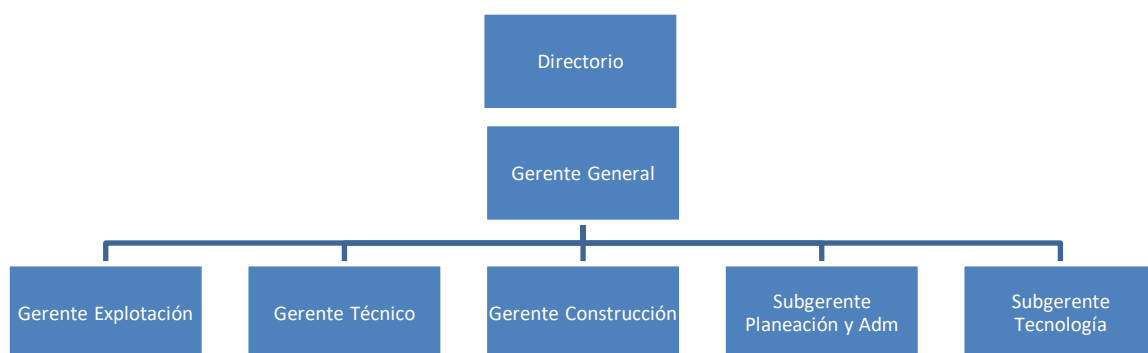 Directorio
Gerente General
Gerente Explotación
Gerente Técnico
Gerente Construcción
Subgerente
Planeación y Adm
Subgerente
Tecnología